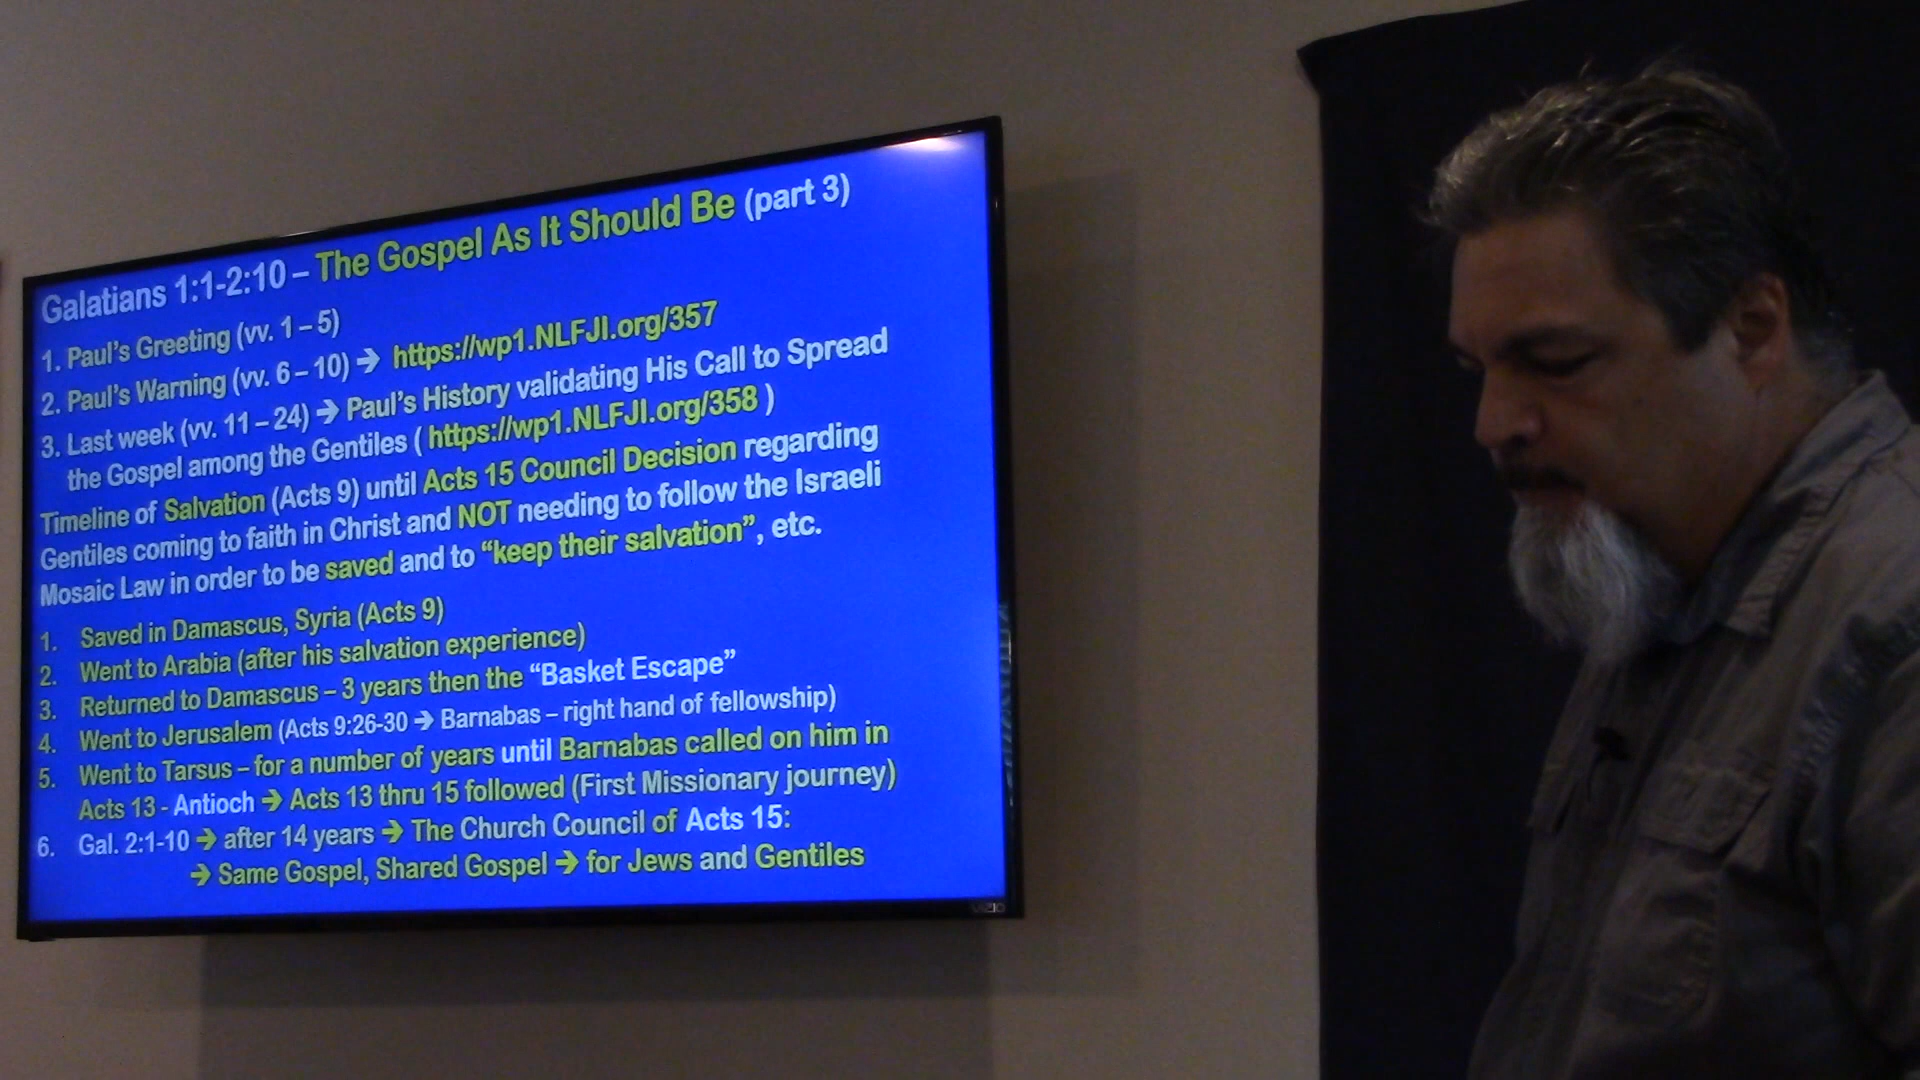 Galatians 1:1-2:10 – The Gospel As It Should Be (part 3)
1. Paul's Greeting (vv. 1 – 5)
2. Paul's Warning (vv. 6 – 10) → https://wp1.NLFJI.org/357
3. Last week (vv. 11 – 24) → Paul's History validating His Call to Spread
the Gospel among the Gentiles ( https://wp1.NLFJI.org/358 )
Timeline of Salvation (Acts 9) until Acts 15 Council Decision regarding
Gentiles coming to faith in Christ and NOT needing to follow the Israeli
Mosaic Law in order to be saved and to “keep their salvation”, etc.
1. Saved in Damascus, Syria (Acts 9)
2. Went to Arabia (after his salvation experience)
3. Returned to Damascus – 3 years then the “Basket Escape”
4. Went to Jerusalem (Acts 9:26-30 → Barnabas – right hand of fellowship)
5. Went to Tarsus – for a number of years until Barnabas called on him in
Acts 13 - Antioch → Acts 13 thru 15 followed (First Missionary journey)
6. Gal. 2:1-10 → after 14 years → The Church Council of Acts 15:
→ Same Gospel, Shared Gospel → for Jews and Gentiles
VIZIO